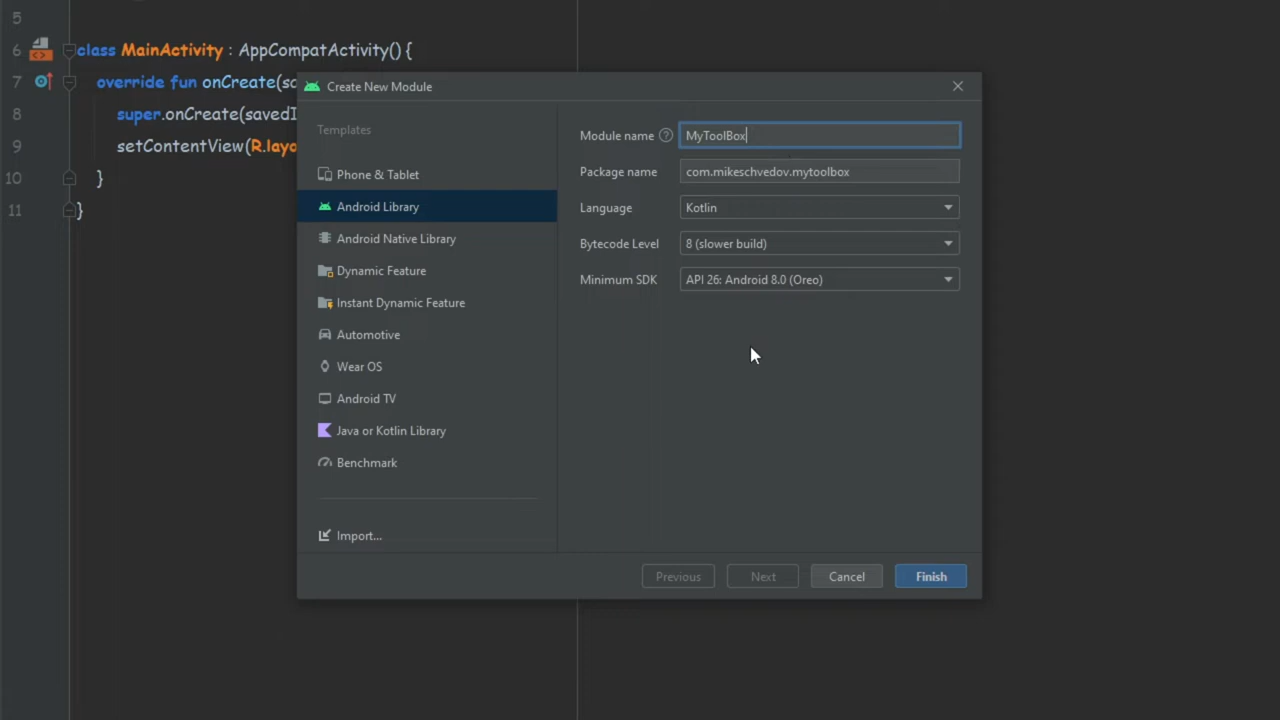 5
6 class MainActivity : AppCompatActivity() {
7 override fun onCreate(
8 super.onCreate(savedI
9 setContentView(R.layo
10 }
11 }
Create New Module
Templates
Phone & Tablet
Android Library
Android Native Library
Dynamic Feature
Instant Dynamic Feature
Automotive
Wear OS
Android TV
Java or Kotlin Library
Benchmark
Import...
Module name ? MyToolBox
Package name com.mikeschvedov.mytoolbox
Language Kotlin
Bytecode Level 8 (slower build)
Minimum SDK API 26: Android 8.0 (Oreo)
Previous Next Cancel Finish